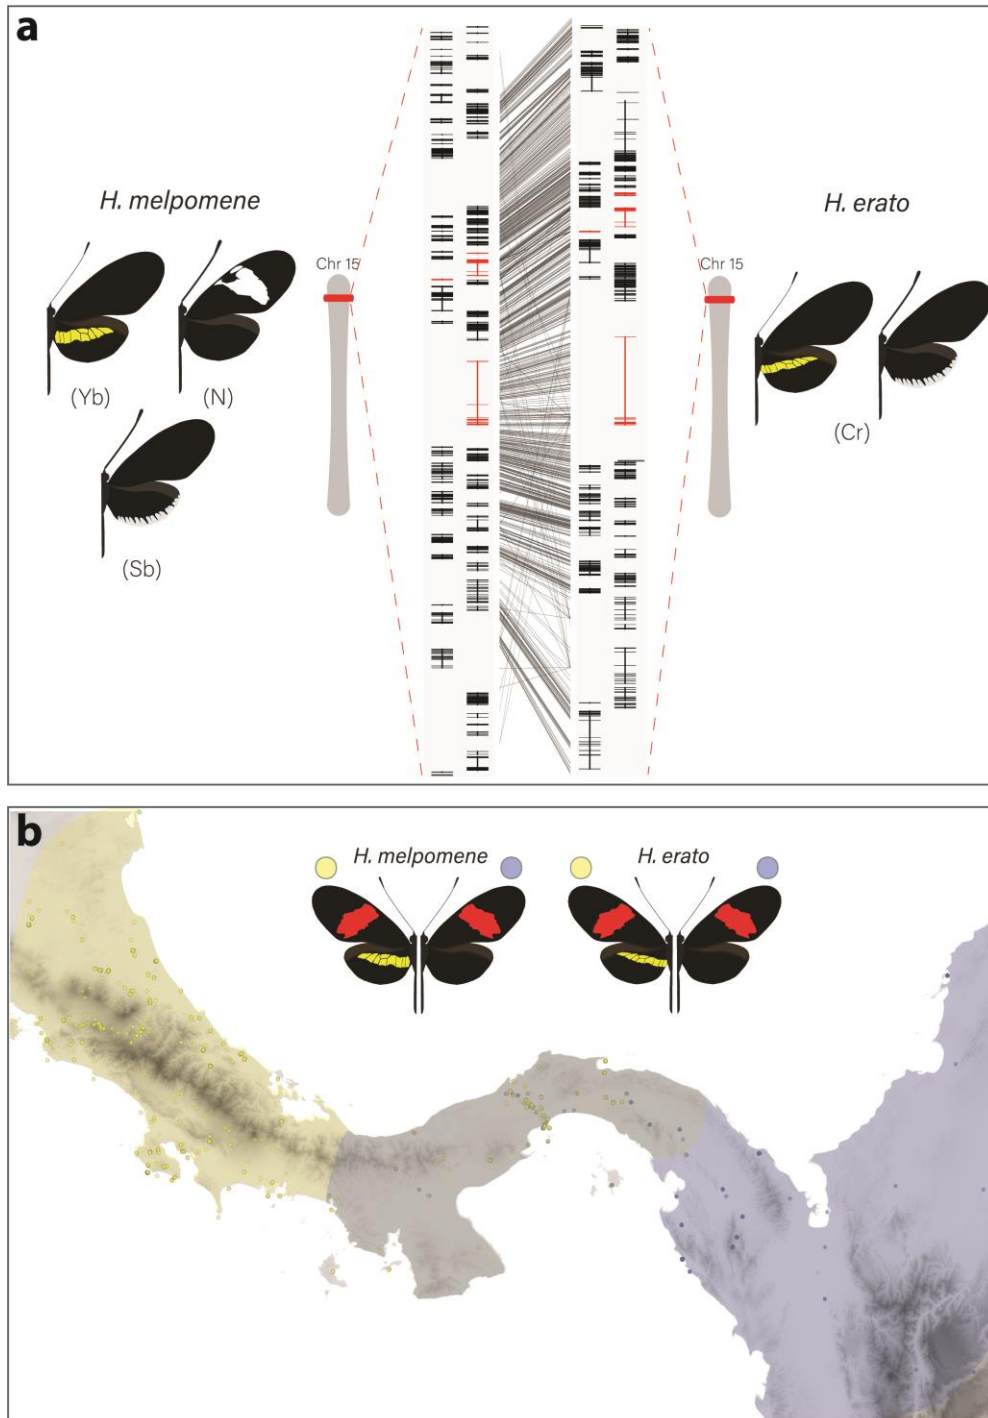 a
H. melpomene
H. erato
Chr 15
Chr 15
(Yb)
(N)
(Cr)
(Sb)
b
H. melpomene
H. erato